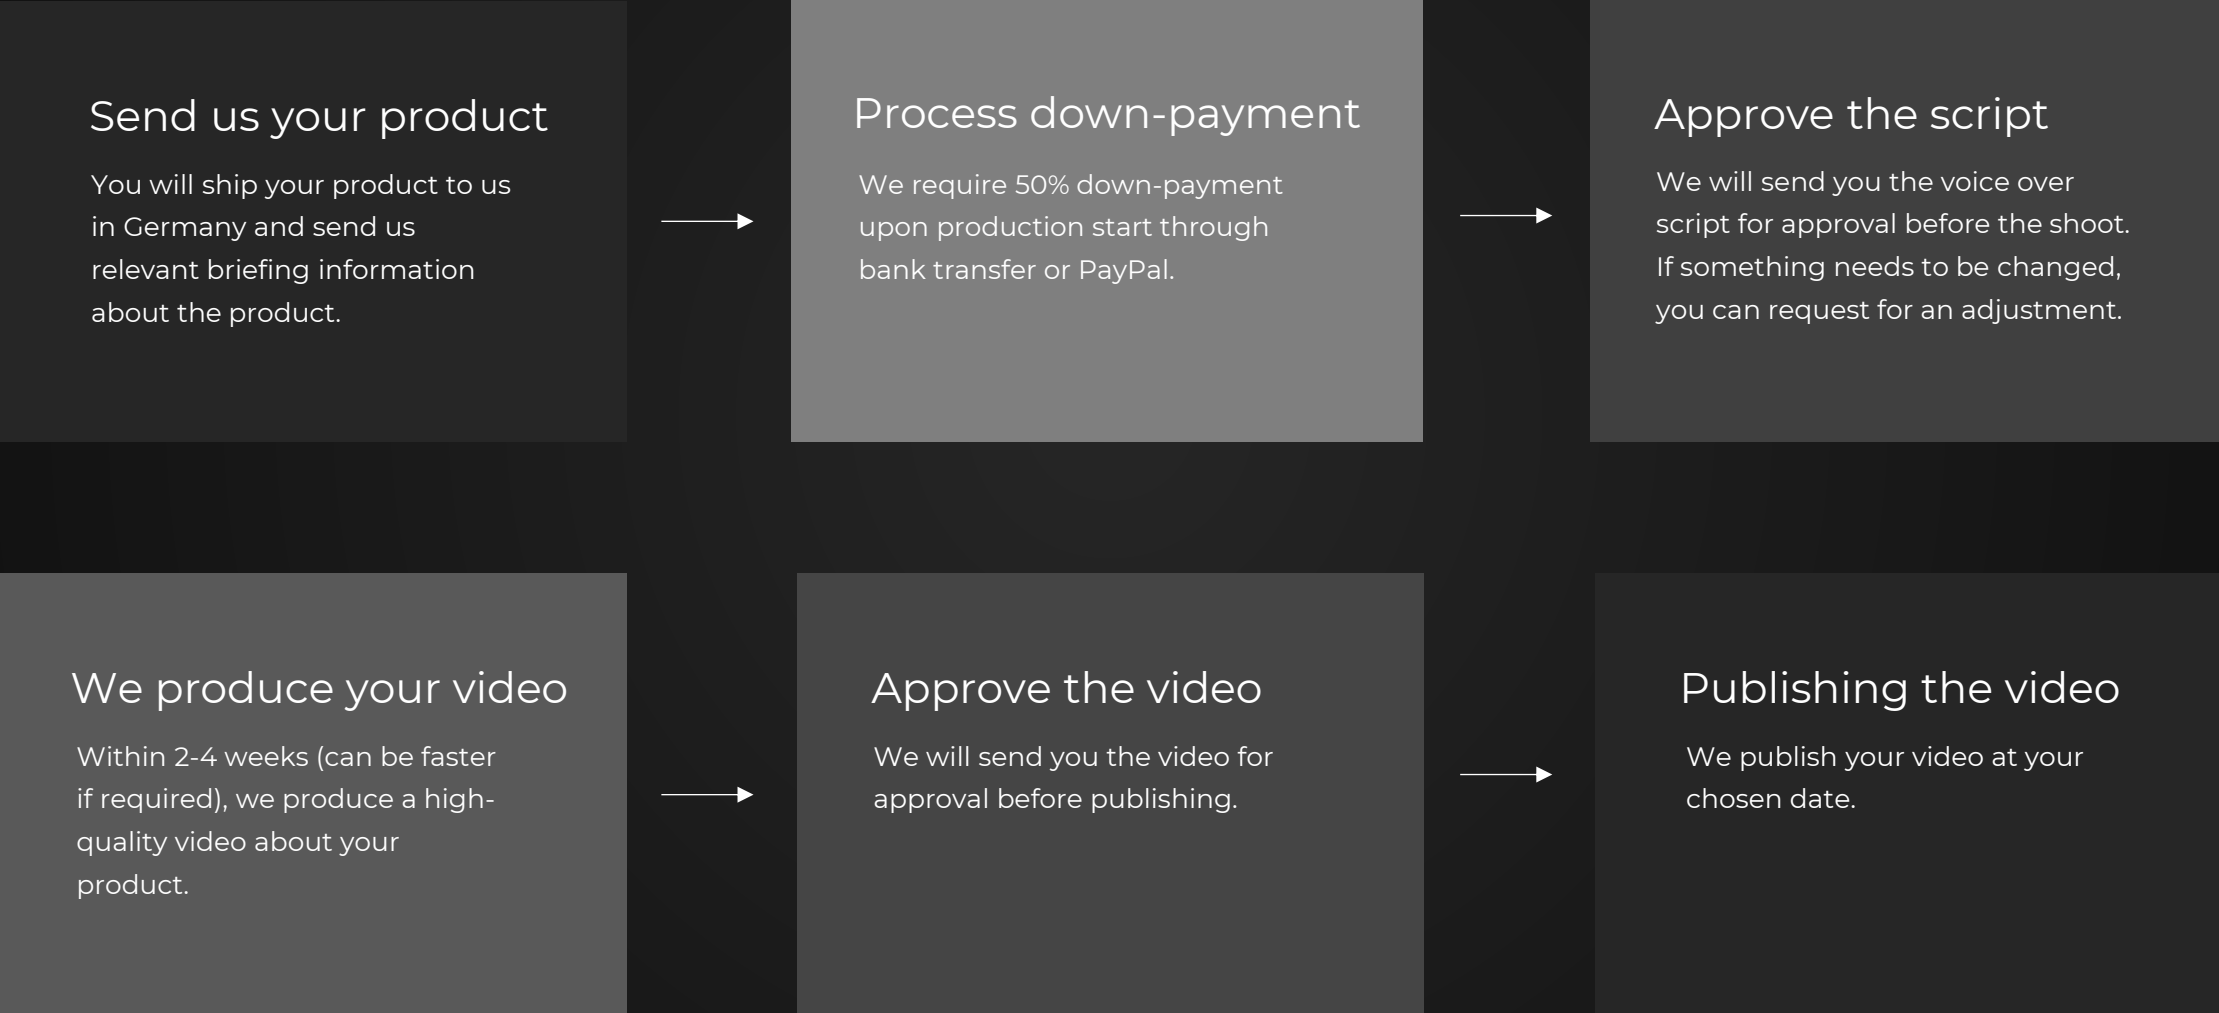 Send us your product
You will ship your product to us
in Germany and send us
relevant briefing information
about the product.
Process down-payment
We require 50% down-payment
upon production start through
bank transfer or PayPal.
Approve the script
We will send you the voice over
script for approval before the shoot.
If something needs to be changed,
you can request for an adjustment.
We produce your video
Within 2-4 weeks (can be faster
if required), we produce a high-
quality video about your
product.
Approve the video
We will send you the video for
approval before publishing.
Publishing the video
We publish your video at your
chosen date.